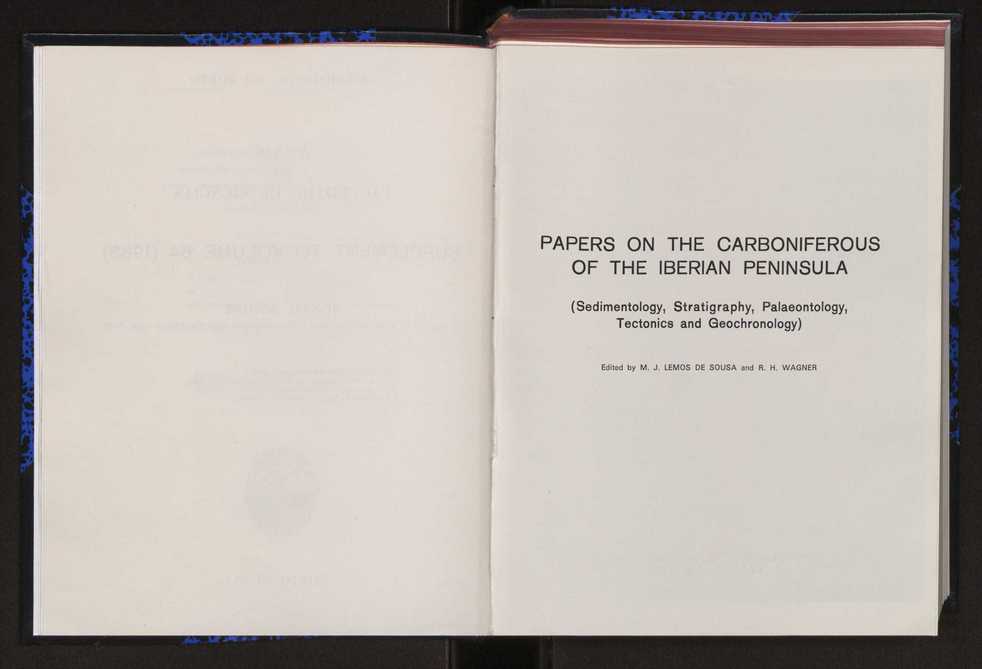 PAPERS ON THE CARBONIFEROUS
OF THE IBERIAN PENINSULA
(Sedimentology, Stratigraphy, Palaeontology,
Tectonics and Geochronology)
Edited by M. J. LEMOS DE SOUSA and R. H. WAGNER